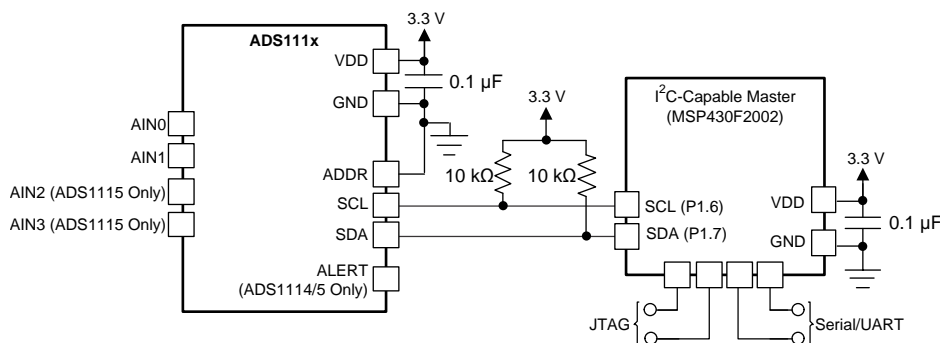 3.3 V
ADS111x
VDD
0.1 µF
GND
3.3 V
I²C-Capable Master
(MSP430F2002)
AIN0
AIN1
3.3 V
ADDR
10 kΩ
10 kΩ
AIN2 (ADS1115 Only)
VDD
SCL
SCL (P1.6)
0.1 µF
AIN3 (ADS1115 Only)
SDA
SDA (P1.7)
GND
ALERT
(ADS1114/5 Only)
JTAG
Serial/UART